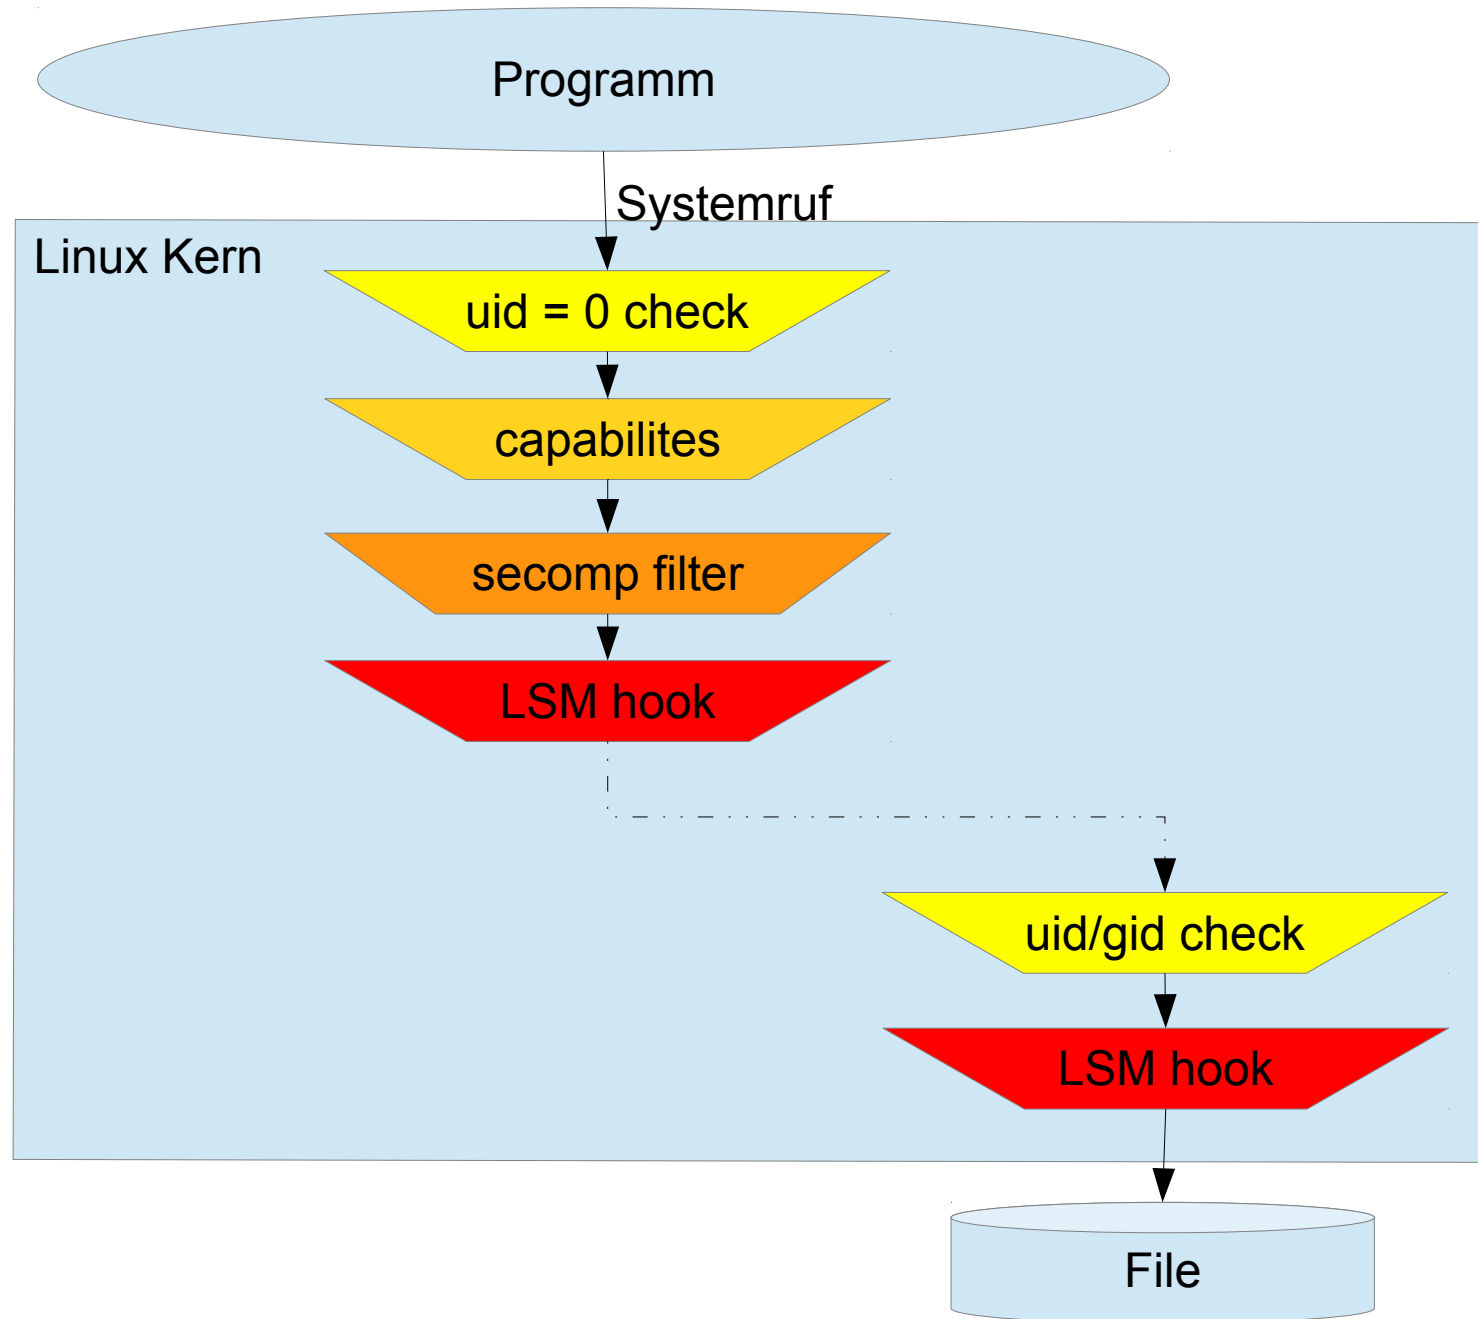 Programm
Systemruf
Linux Kern
uid = 0 check
capabilites
secomp filter
LSM hook
uid/gid check
LSM hook
File